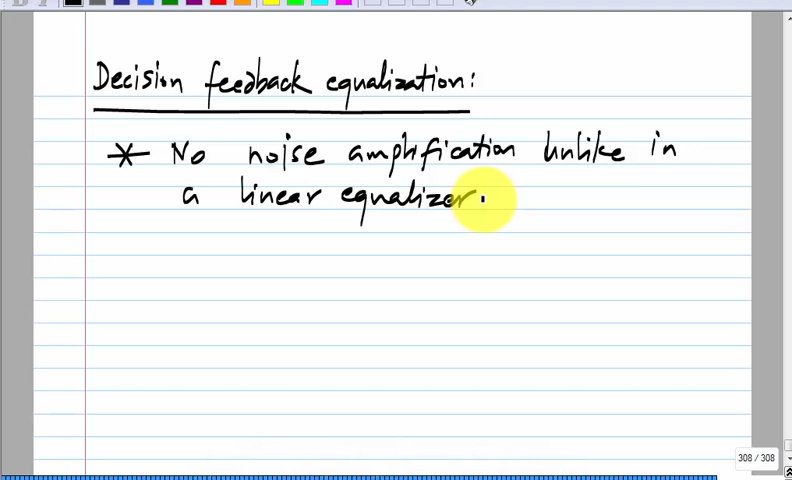 Decision feedback equalization:
* No noise amplification unlike in
a linear equalizer.
308 / 308